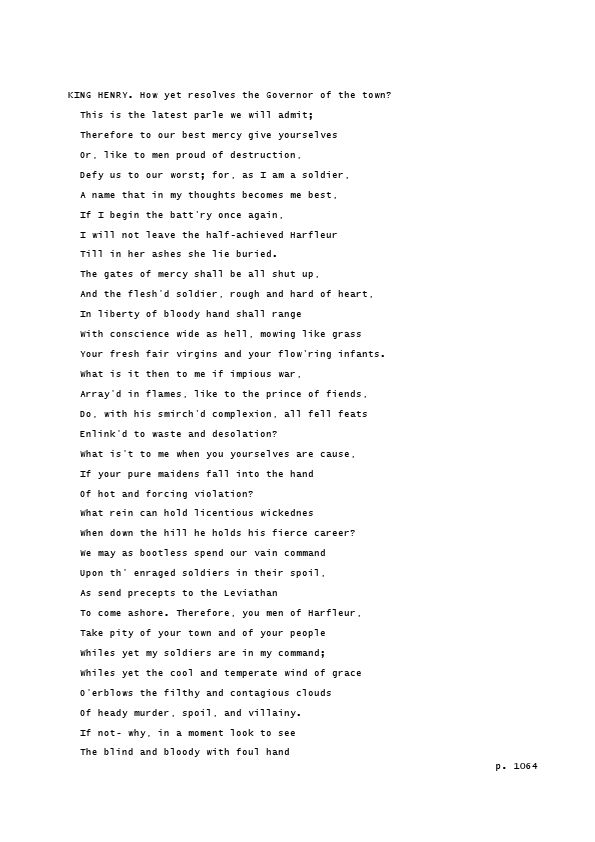 KING HENRY. How yet resolves the Governor of the town?
This is the latest parle we will admit;
Therefore to our best mercy give yourselves
Or, like to men proud of destruction,
Defy us to our worst; for, as I am a soldier,
A name that in my thoughts becomes me best,
If I begin the batt'ry once again,
I will not leave the half-achieved Harfleur
Till in her ashes she lie buried.
The gates of mercy shall be all shut up,
And the flesh'd soldier, rough and hard of heart,
In liberty of bloody hand shall range
With conscience wide as hell, mowing like grass
Your fresh fair virgins and your flow'ring infants.
What is it then to me if impious war,
Array'd in flames, like to the prince of fiends,
Do, with his smirch'd complexion, all fell feats
Enlink'd to waste and desolation?
What is't to me when you yourselves are cause,
If your pure maidens fall into the hand
Of hot and forcing violation?
What rein can hold licentious wickednes
When down the hill he holds his fierce career?
We may as bootless spend our vain command
Upon th' enraged soldiers in their spoil,
As send precepts to the Leviathan
To come ashore. Therefore, you men of Harfleur,
Take pity of your town and of your people
Whiles yet my soldiers are in my command;
Whiles yet the cool and temperate wind of grace
O'erblows the filthy and contagious clouds
Of heady murder, spoil, and villainy.
If not- why, in a moment look to see
The blind and bloody with foul hand
p. 1064